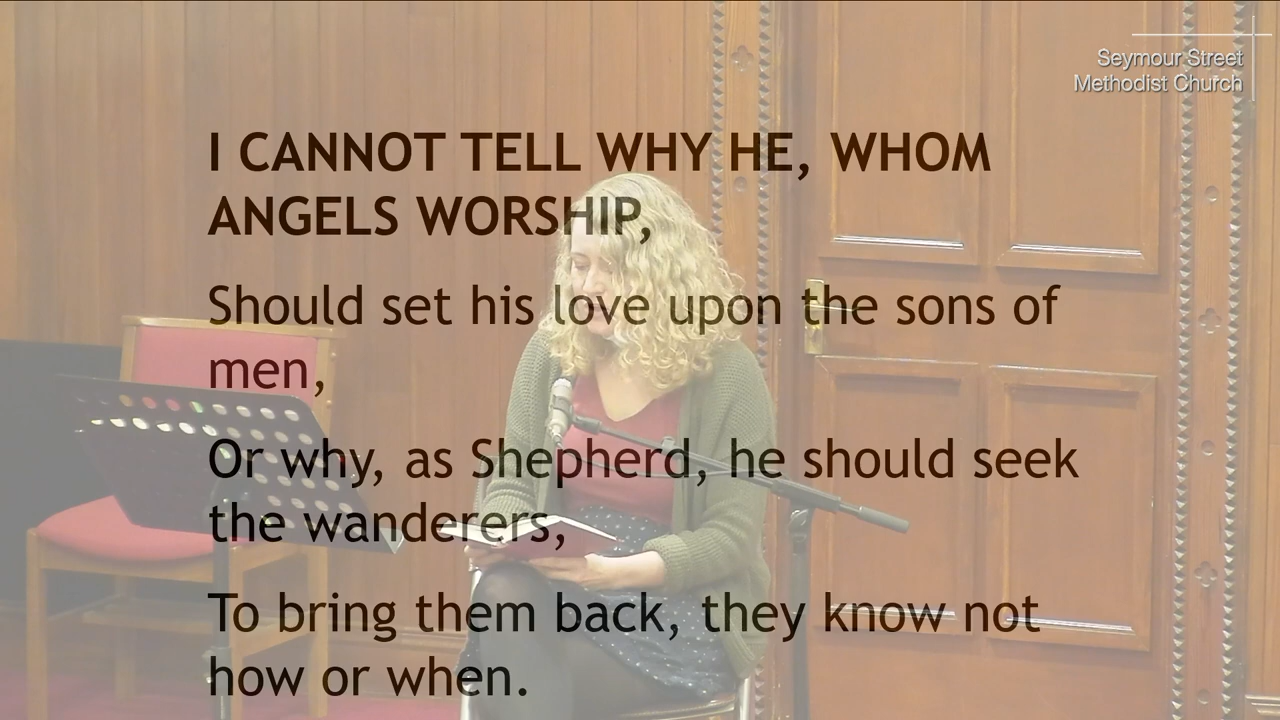 Seymour Street
Methodist Church
I CANNOT TELL WHY HE, WHOM
ANGELS WORSHIP,
Should set his love upon the sons of
men,
Or why, as Shepherd, he should seek
the wanderers,
To bring them back, they know not
how or when.